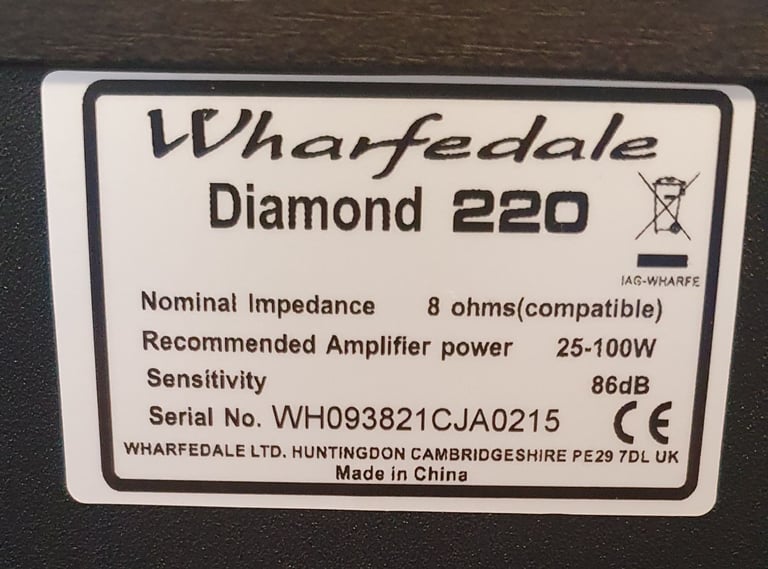 Wharfedale
Diamond 220
IAG-WHARFE
Nominal Impedance 8 ohms(compatible)
Recommended Amplifier power 25-100W
Sensitivity 86dB
Serial No. WH093821CJA0215 CE
WHARFEDALE LTD. HUNTINGDON CAMBRIDGESHIRE PE29 7DL UK
Made in China